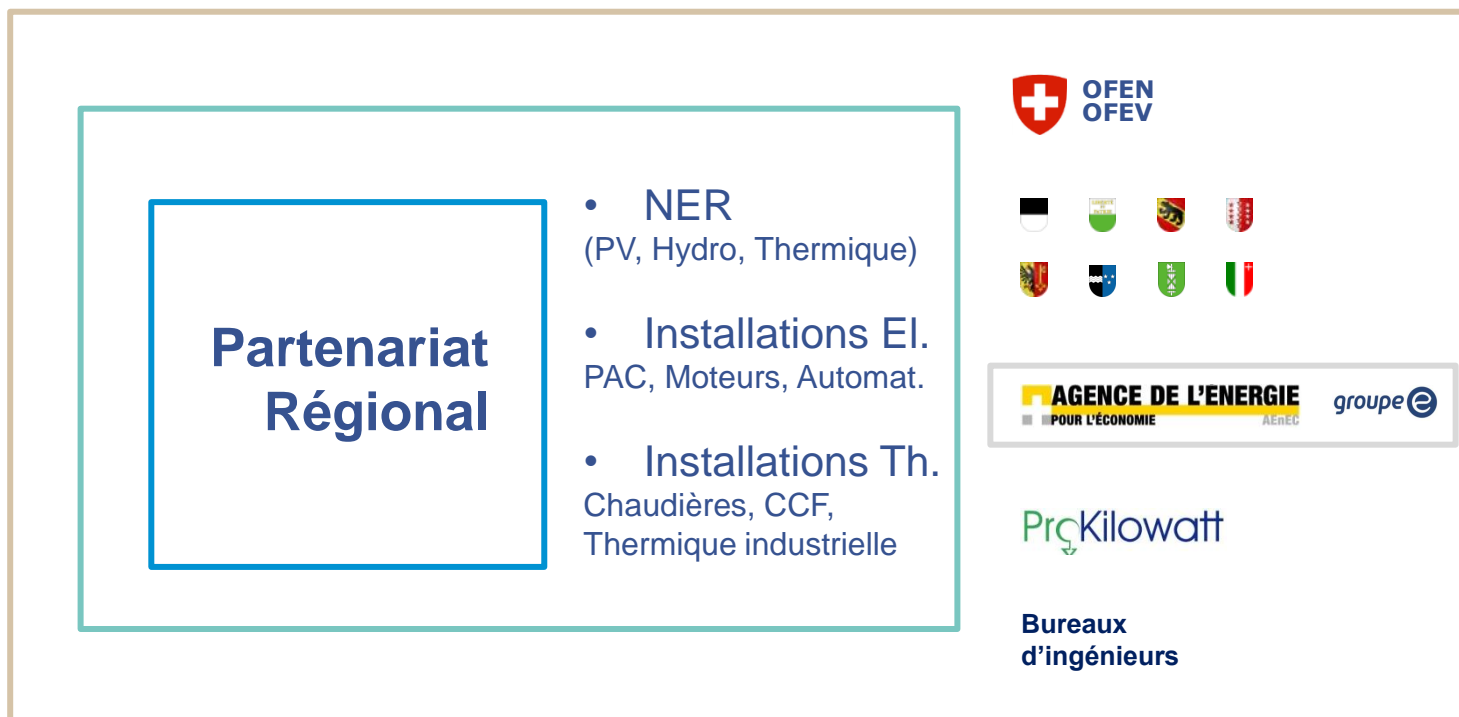 Partenariat
Régional
• NER
(PV, Hydro, Thermique)
• Installations El.
PAC, Moteurs, Automat.
• Installations Th.
Chaudières, CCF,
Thermique industrielle
OFEN
OFEV
AGENCE DE L'ÉNERGIE
POUR L'ÉCONOMIE AEnEC
groupe e
ProKilowatt
Bureaux
d'ingénieurs